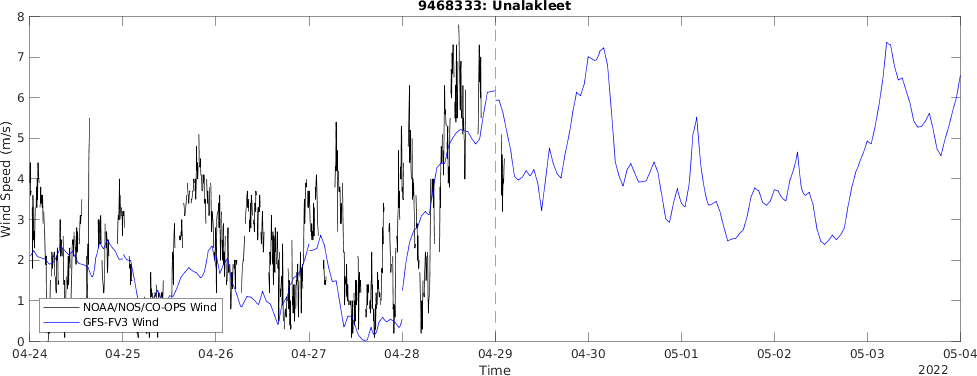 9468333: Unalakleet
Wind Speed (m/s)
8
7
6
5
4
3
2
1
0
NOAA/NOS/CO-OPS Wind
GFS-FV3 Wind
04-24 04-25 04-26 04-27 04-28 04-29 04-30 05-01 05-02 05-03 05-04
Time
2022